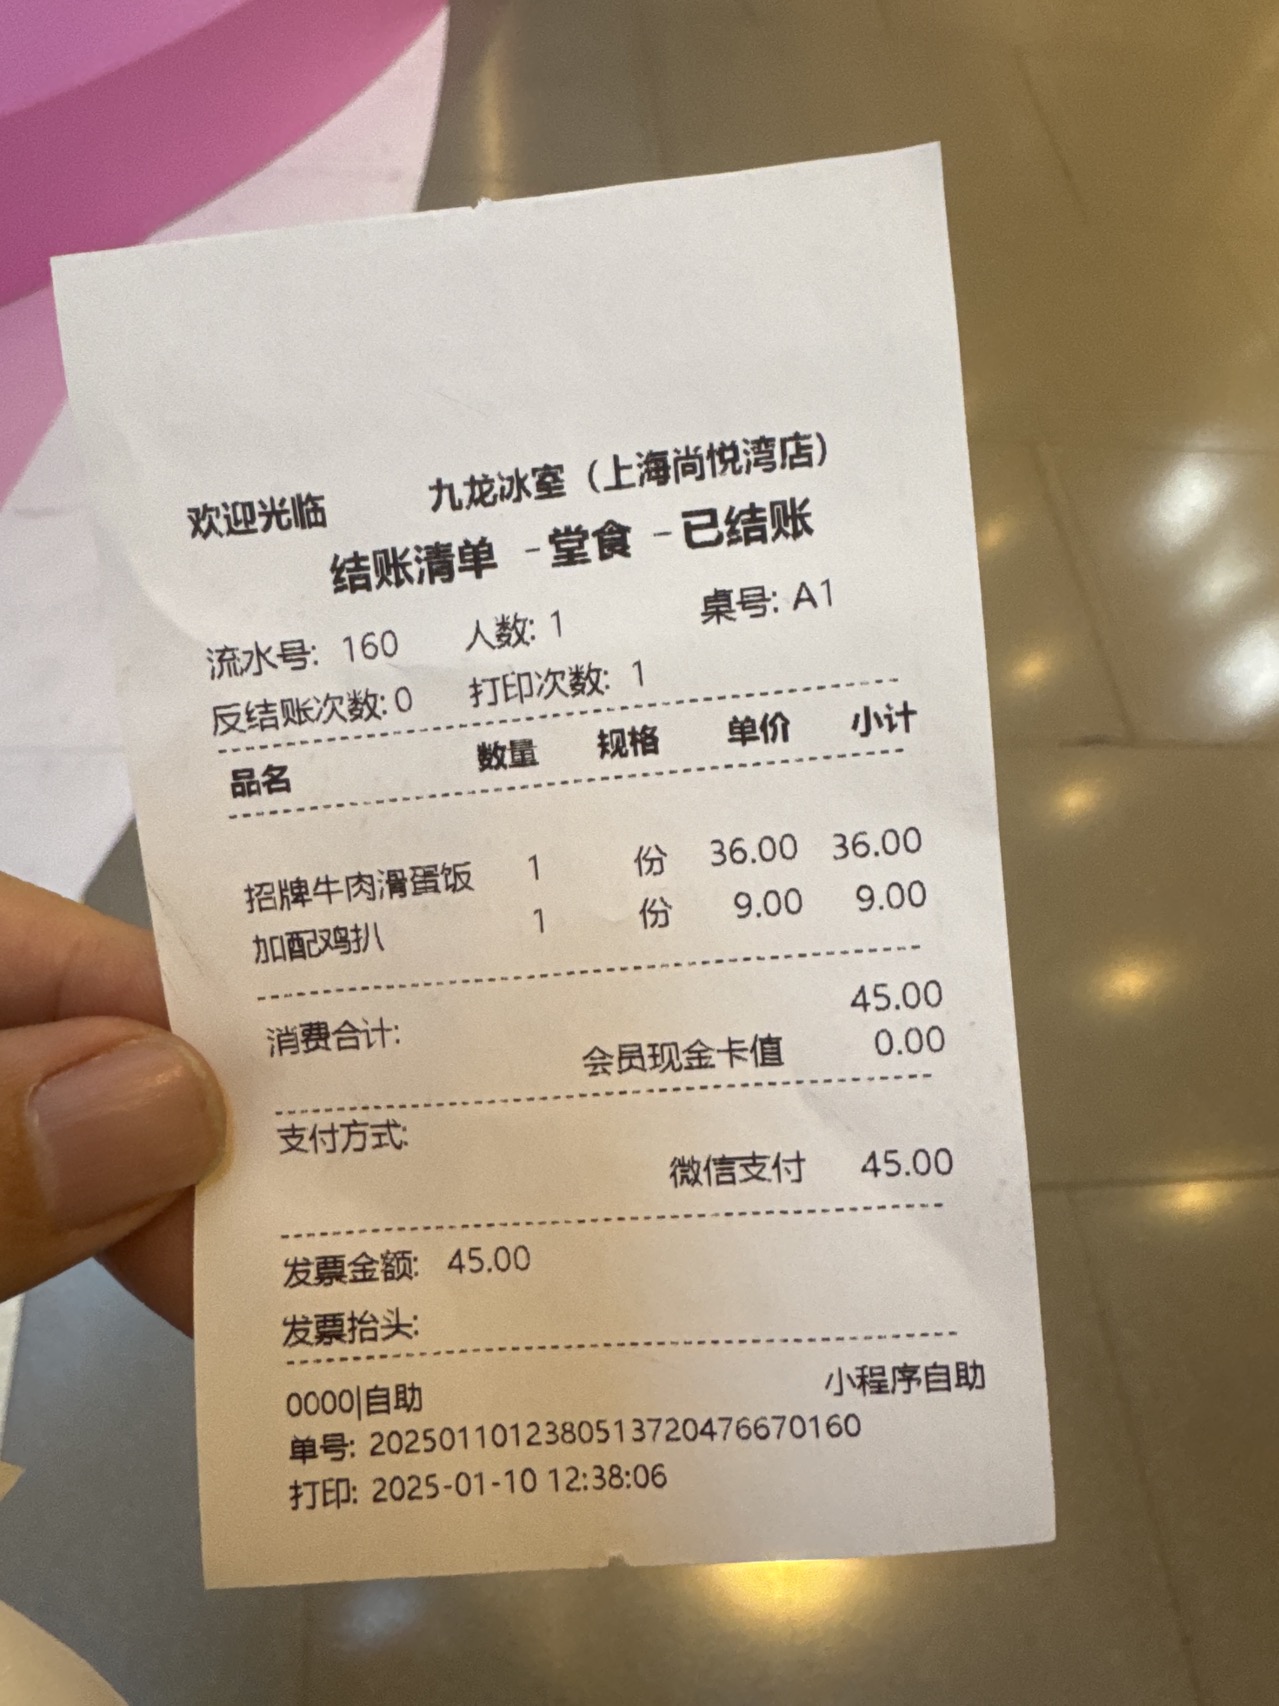 欢迎光临 九龙冰室（上海尚悦湾店）
结账清单 -堂食 -已结账
流水号: 160 人数: 1 桌号: A1
反结账次数:0 打印次数: 1
品名 数量 规格 单价 小计
招牌牛肉滑蛋饭 1 份 36.00 36.00
加配鸡扒 1 份 9.00 9.00
消费合计: 45.00
会员现金卡值 0.00
支付方式:
微信支付 45.00
发票金额: 45.00
发票抬头:
0000|自助 小程序自助
单号: 2025011012380513720476670160
打印: 2025-01-10 12:38:06